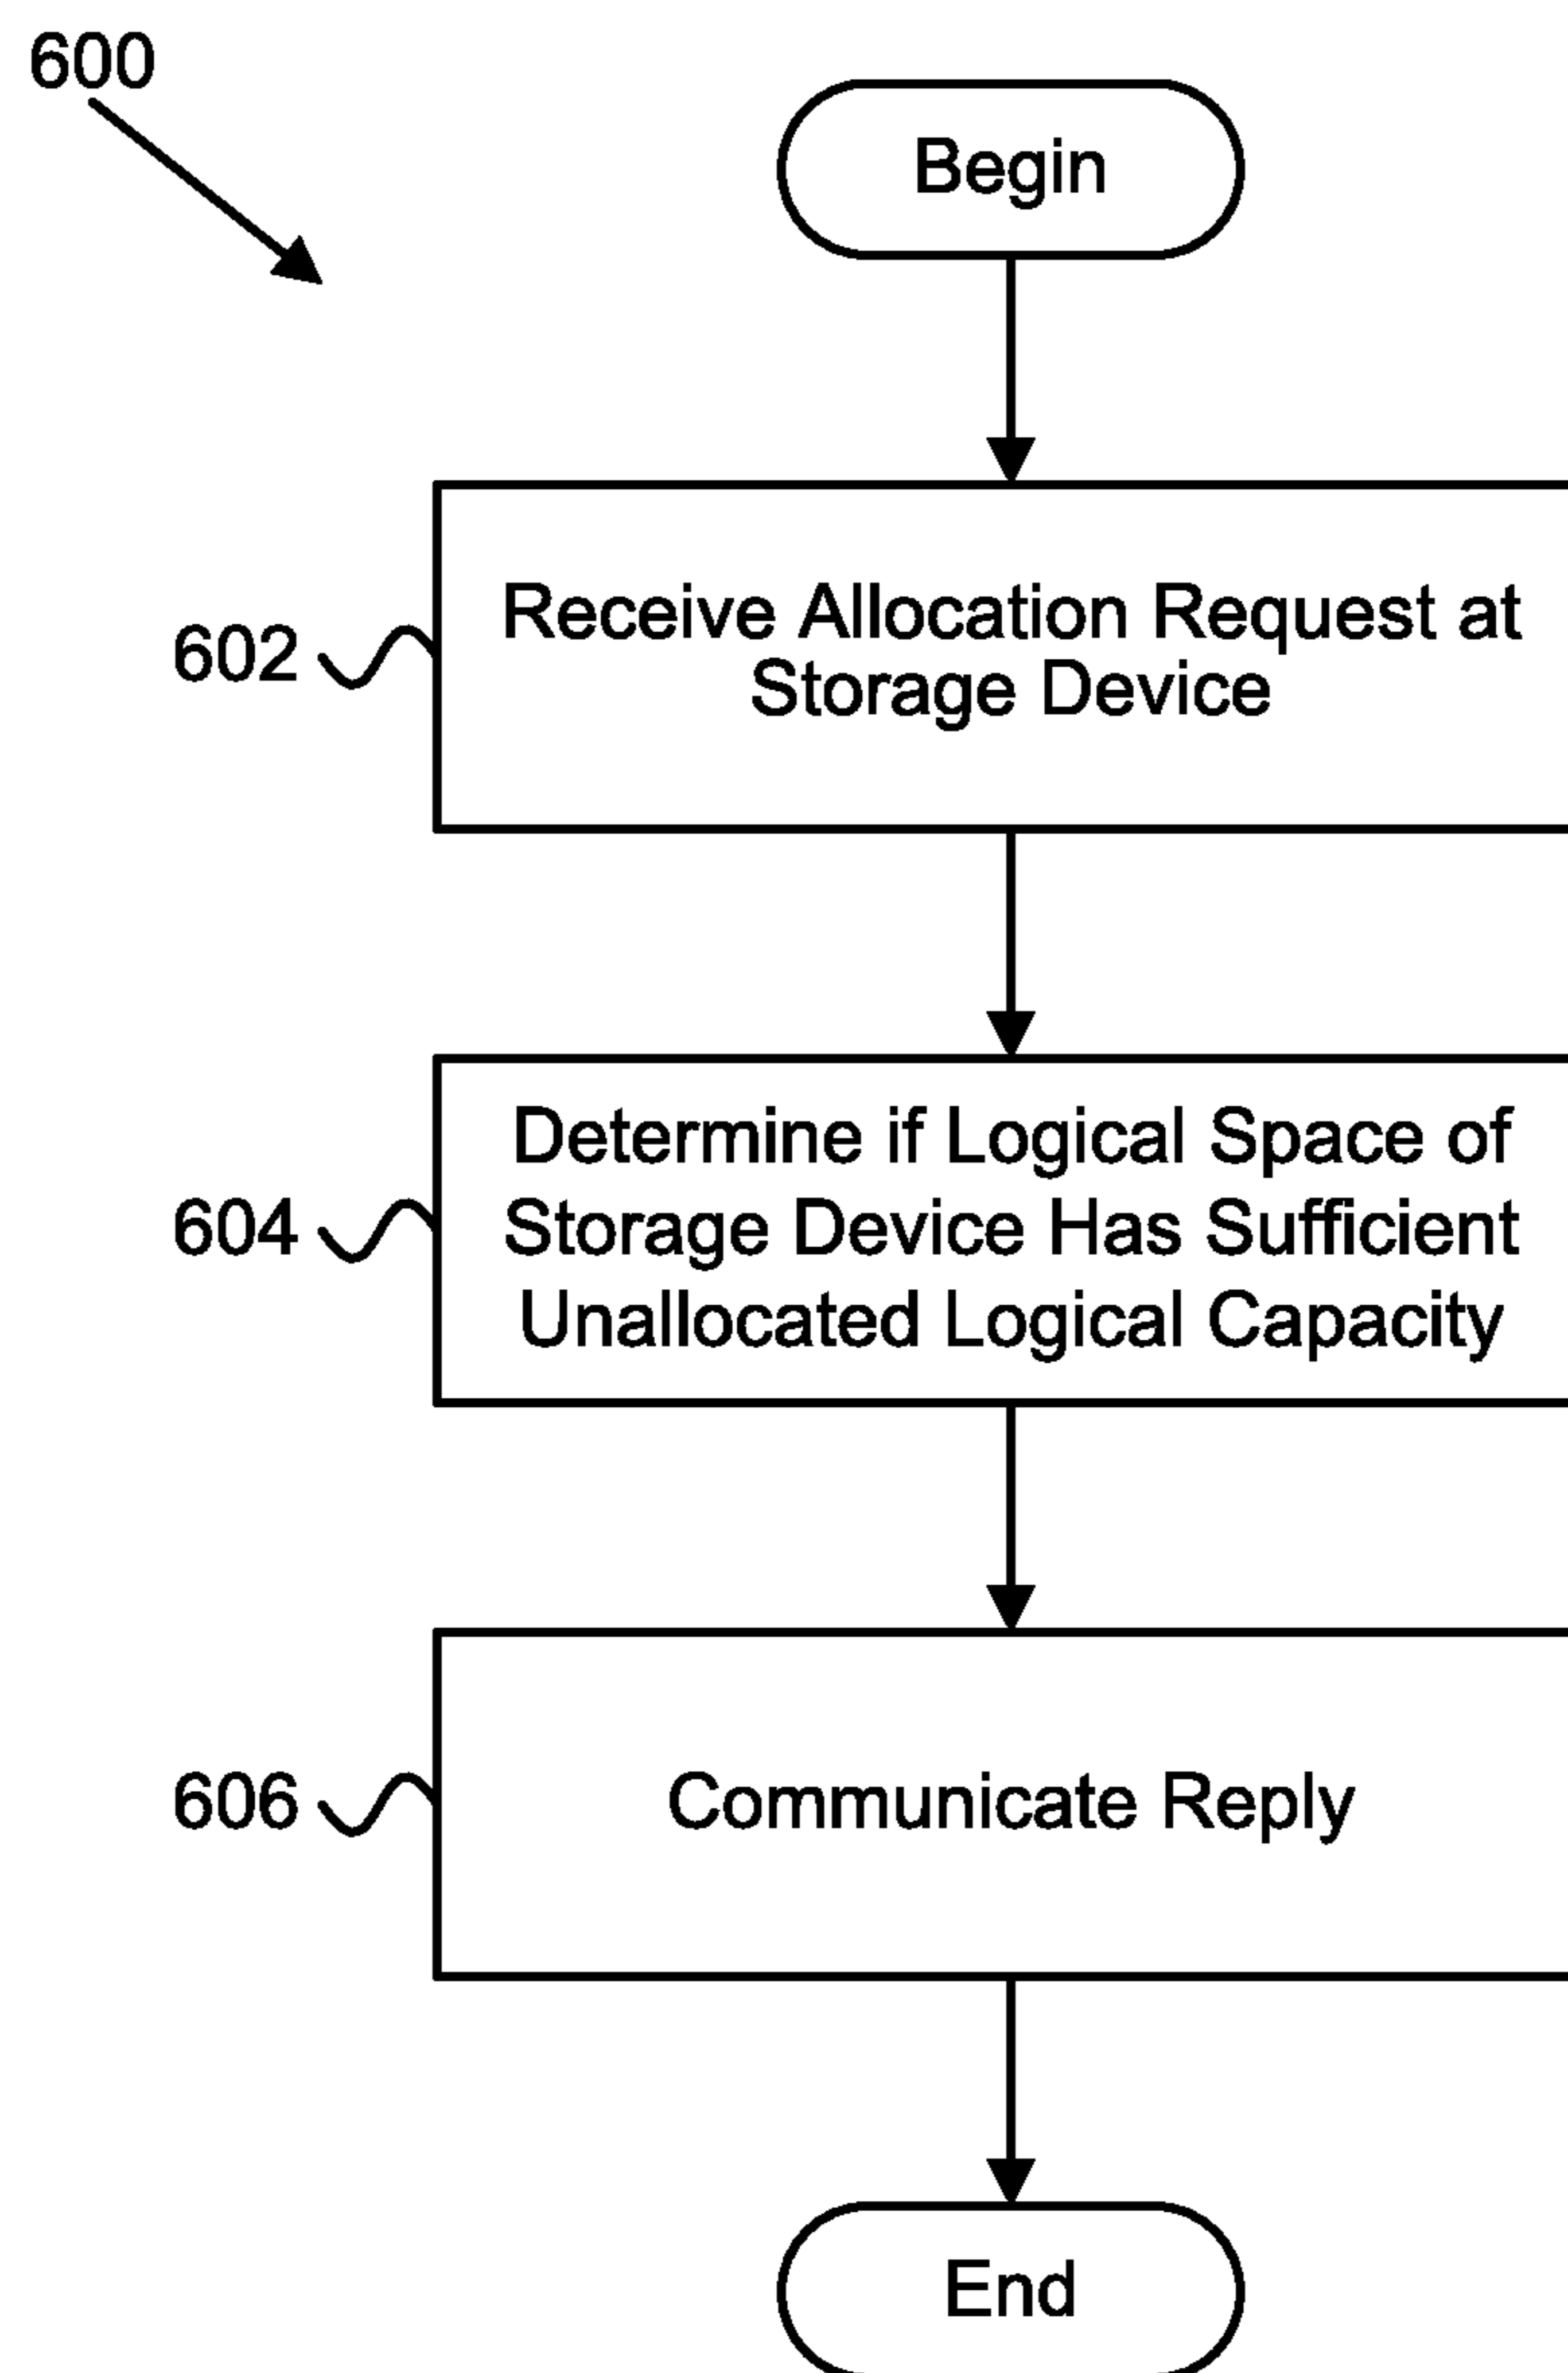 600
Begin
602
Receive Allocation Request at
Storage Device
604
Determine if Logical Space of
Storage Device Has Sufficient
Unallocated Logical Capacity
606
Communicate Reply
End